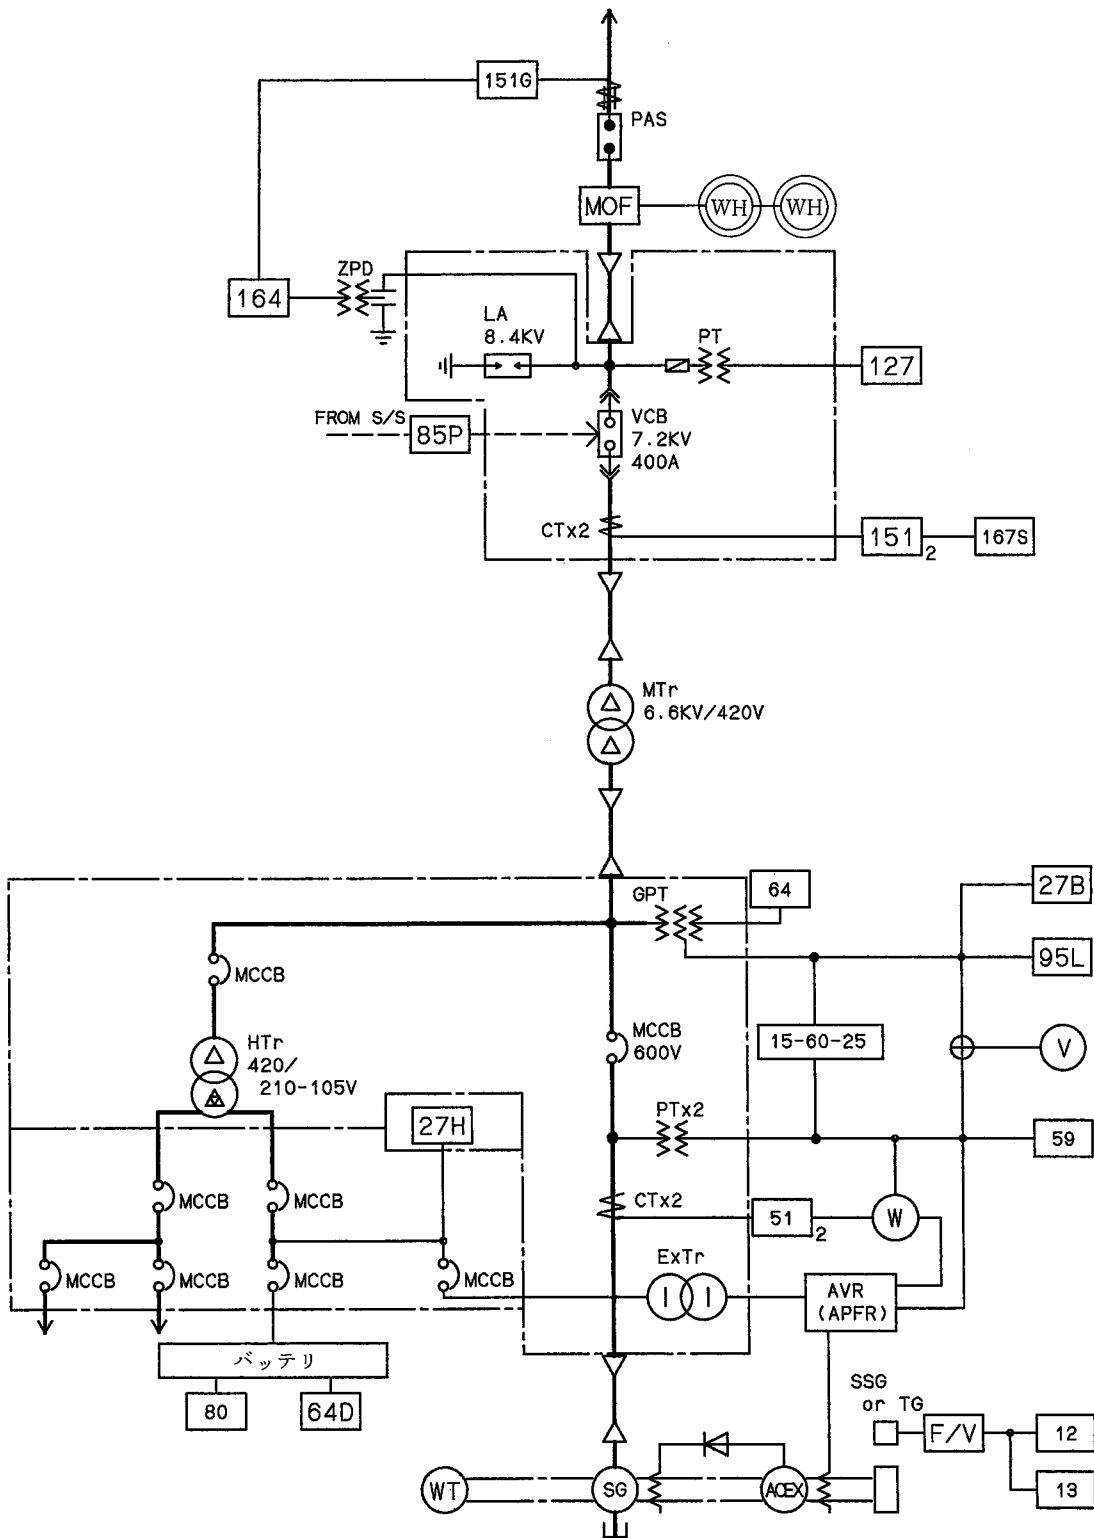 151G
PAS
MOF
WH
WH
ZPD
164
LA
8.4KV
PT
127
FROM S/S
85P
VCB
7.2KV
400A
CTx2
151
2
167S
MTr
6.6KV/420V
GPT
64
27B
MCCB
95L
HTr
420/
210-105V
MCCB
600V
15-60-25
V
27H
PTx2
59
MCCB
MCCB
CTx2
51
2
W
MCCB
MCCB
MCCB
MCCB
ExTr
AVR
(APFR)
バッテリ
80
64D
SSG
or TG
F/V
12
13
WT
SG
ACEX